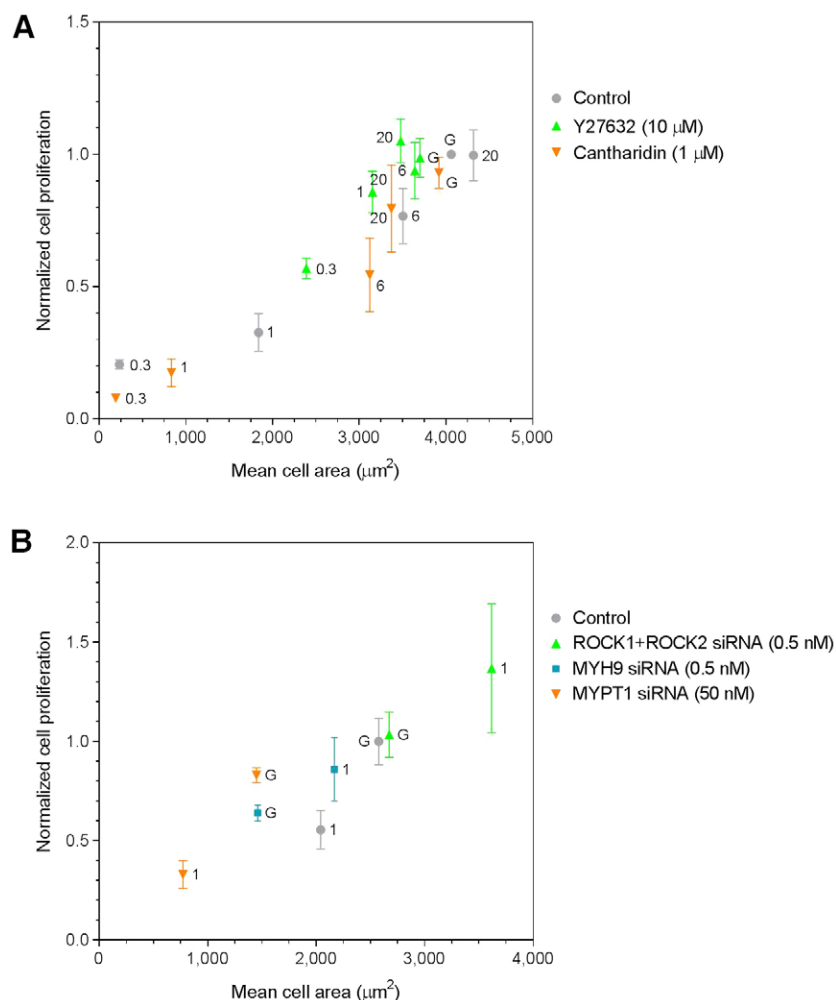 A
Normalized cell proliferation
1.5
1.0
0.5
0.0
0.3
0.3
1
1
0.3
1
20
20
20
6
6
6
G
G
G
20
0
1,000
2,000
3,000
4,000
5,000
Mean cell area (μm²)
Control
Y27632 (10 μM)
Cantharidin (1 μM)
B
Normalized cell proliferation
2.0
1.5
1.0
0.5
0.0
1
G
G
1
1
G
G
1
0
1,000
2,000
3,000
4,000
Mean cell area (μm²)
Control
ROCK1+ROCK2 siRNA (0.5 nM)
MYH9 siRNA (0.5 nM)
MYPT1 siRNA (50 nM)